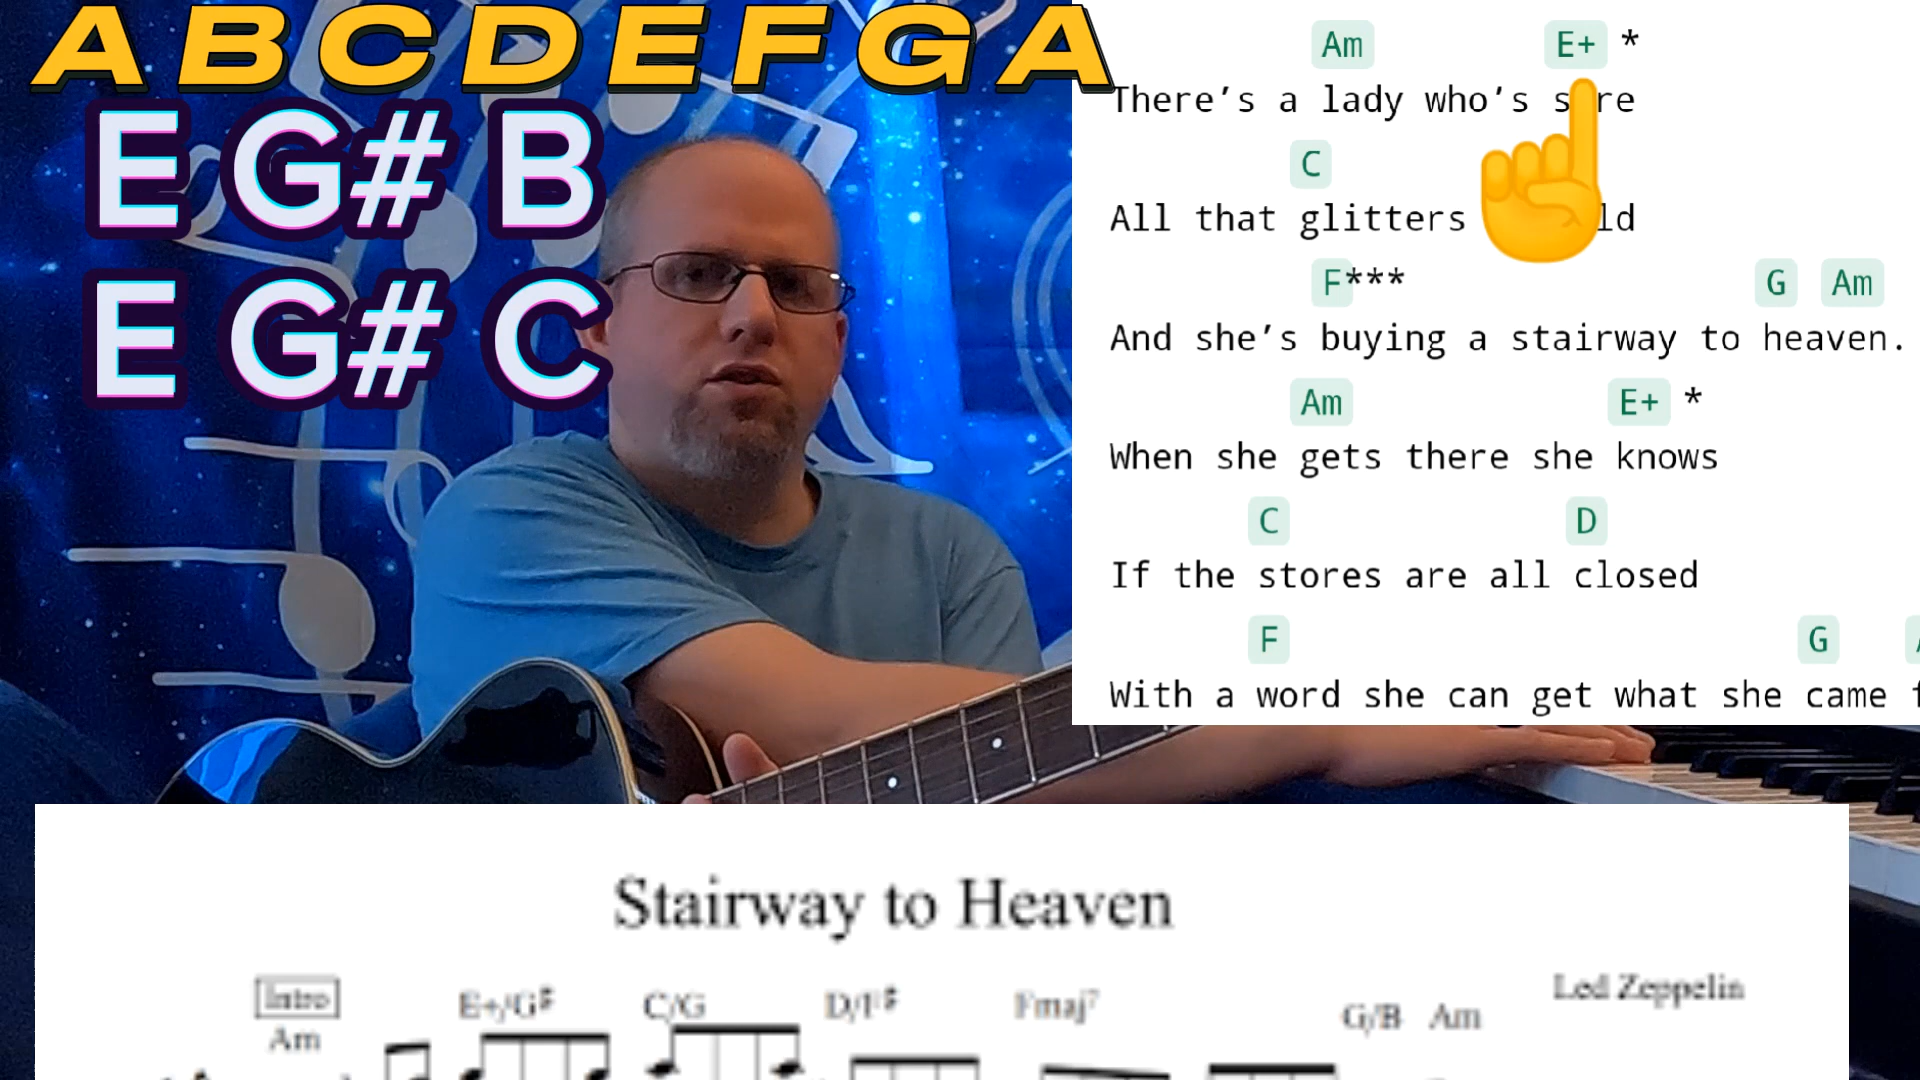 A B C D E F G A
E G# B
E G# C
Am E+ *
There's a lady who's s re
C
All that glitters ld
F*** G Am
And she's buying a stairway to heaven.
Am E+ *
When she gets there she knows
C D
If the stores are all closed
F G
With a word she can get what she came
Stairway to Heaven
Led Zeppelin
Intro
Am E+/G♯ C/G D/F♯ Fmaj7 G/B Am